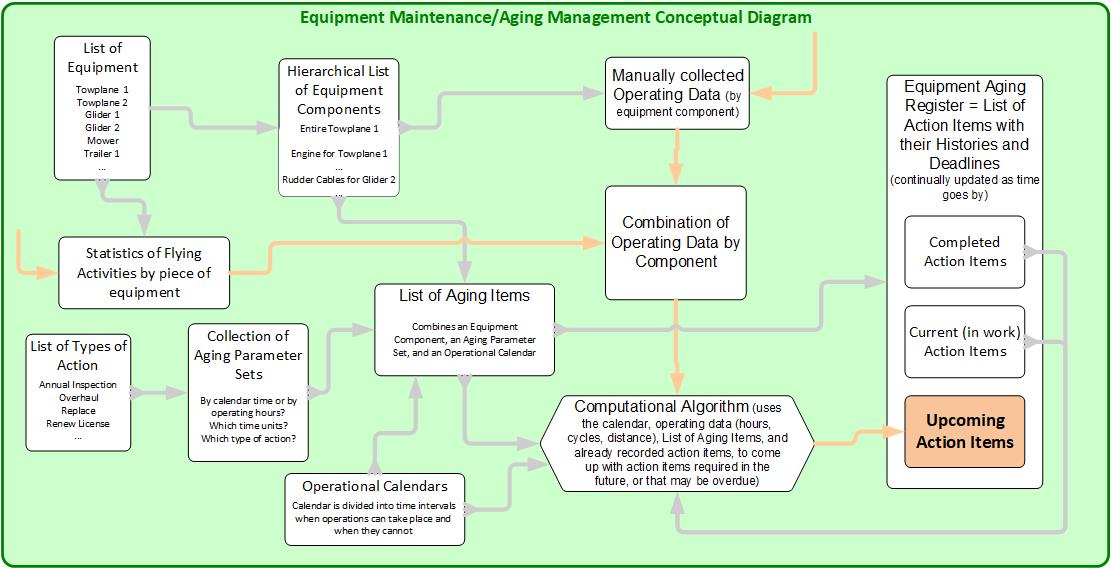 Equipment Maintenance/Aging Management Conceptual Diagram
List of
Equipment
Towplane 1
Towplane 2
Glider 1
Glider 2
Mower
Trailer 1
...
Hierarchical List
of Equipment
Components
Entire Towplane 1
Engine for Towplane 1
...
Rudder Cables for Glider 2
...
Manually collected
Operating Data (by
equipment component)
Equipment Aging
Register = List of
Action Items with
their Histories and
Deadlines
(continually updated as time
goes by)
Statistics of Flying
Activities by piece of
equipment
Combination of
Operating Data by
Component
Completed
Action Items
List of Aging Items
Combines an Equipment
Component, an Aging Parameter
Set, and an Operational Calendar
Current (in work)
Action Items
List of Types of
Action
Annual Inspection
Overhaul
Replace
Renew License
...
Collection of
Aging Parameter
Sets
By calendar time or by
operating hours?
Which time units?
Which type of action?
Computational Algorithm (uses
the calendar, operating data (hours,
cycles, distance), List of Aging Items, and
already recorded action items, to come
up with action items required in the
future, or that may be overdue)
Upcoming
Action Items
Operational Calendars
Calendar is divided into time intervals
when operations can take place and
when they cannot